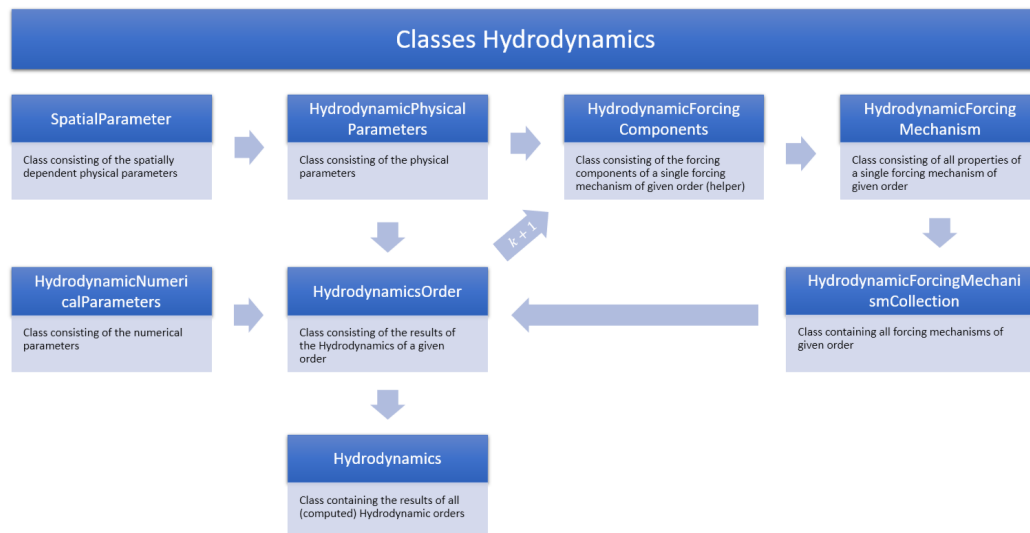 Classes Hydrodynamics
SpatialParameter
Class consisting of the spatially
dependent physical parameters
HydrodynamicPhysical
Parameters
Class consisting of the physical
parameters
HydrodynamicForcing
Components
Class consisting of the forcing
components of a single forcing
mechanism of given order (helper)
HydrodynamicForcing
Mechanism
Class consisting of all properties of
a single forcing mechanism of
given order
k + 1
HydrodynamicNumeri
calParameters
Class consisting of the numerical
parameters
HydrodynamicsOrder
Class consisting of the results of
the Hydrodynamics of a given
order
HydrodynamicForcingMechani
smCollection
Class containing all forcing mechanisms of
given order
Hydrodynamics
Class containing the results of all
(computed) Hydrodynamic orders